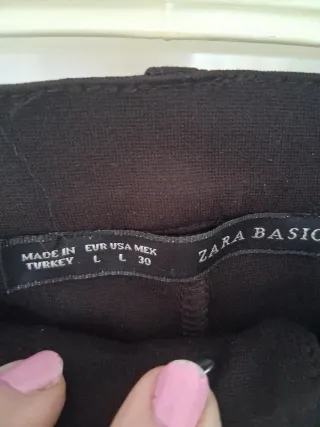 MADE IN
TURKEY
EUR USA MEX
L L 30
ZARA BASIC